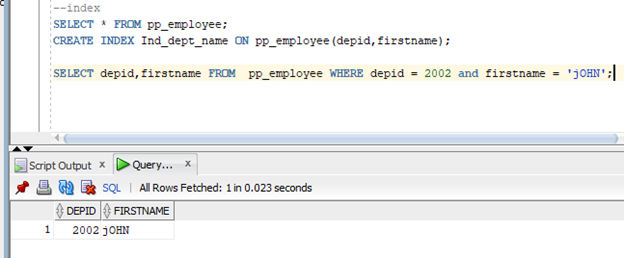 --index
SELECT * FROM pp_employee;
CREATE INDEX Ind_dept_name ON pp_employee(depid,firstname);
SELECT depid,firstname FROM  pp_employee WHERE depid = 2002 and firstname = 'jOHN';
Script Output x Query... x
SQL | All Rows Fetched: 1 in 0.023 seconds
DEPID FIRSTNAME
1 2002 jOHN